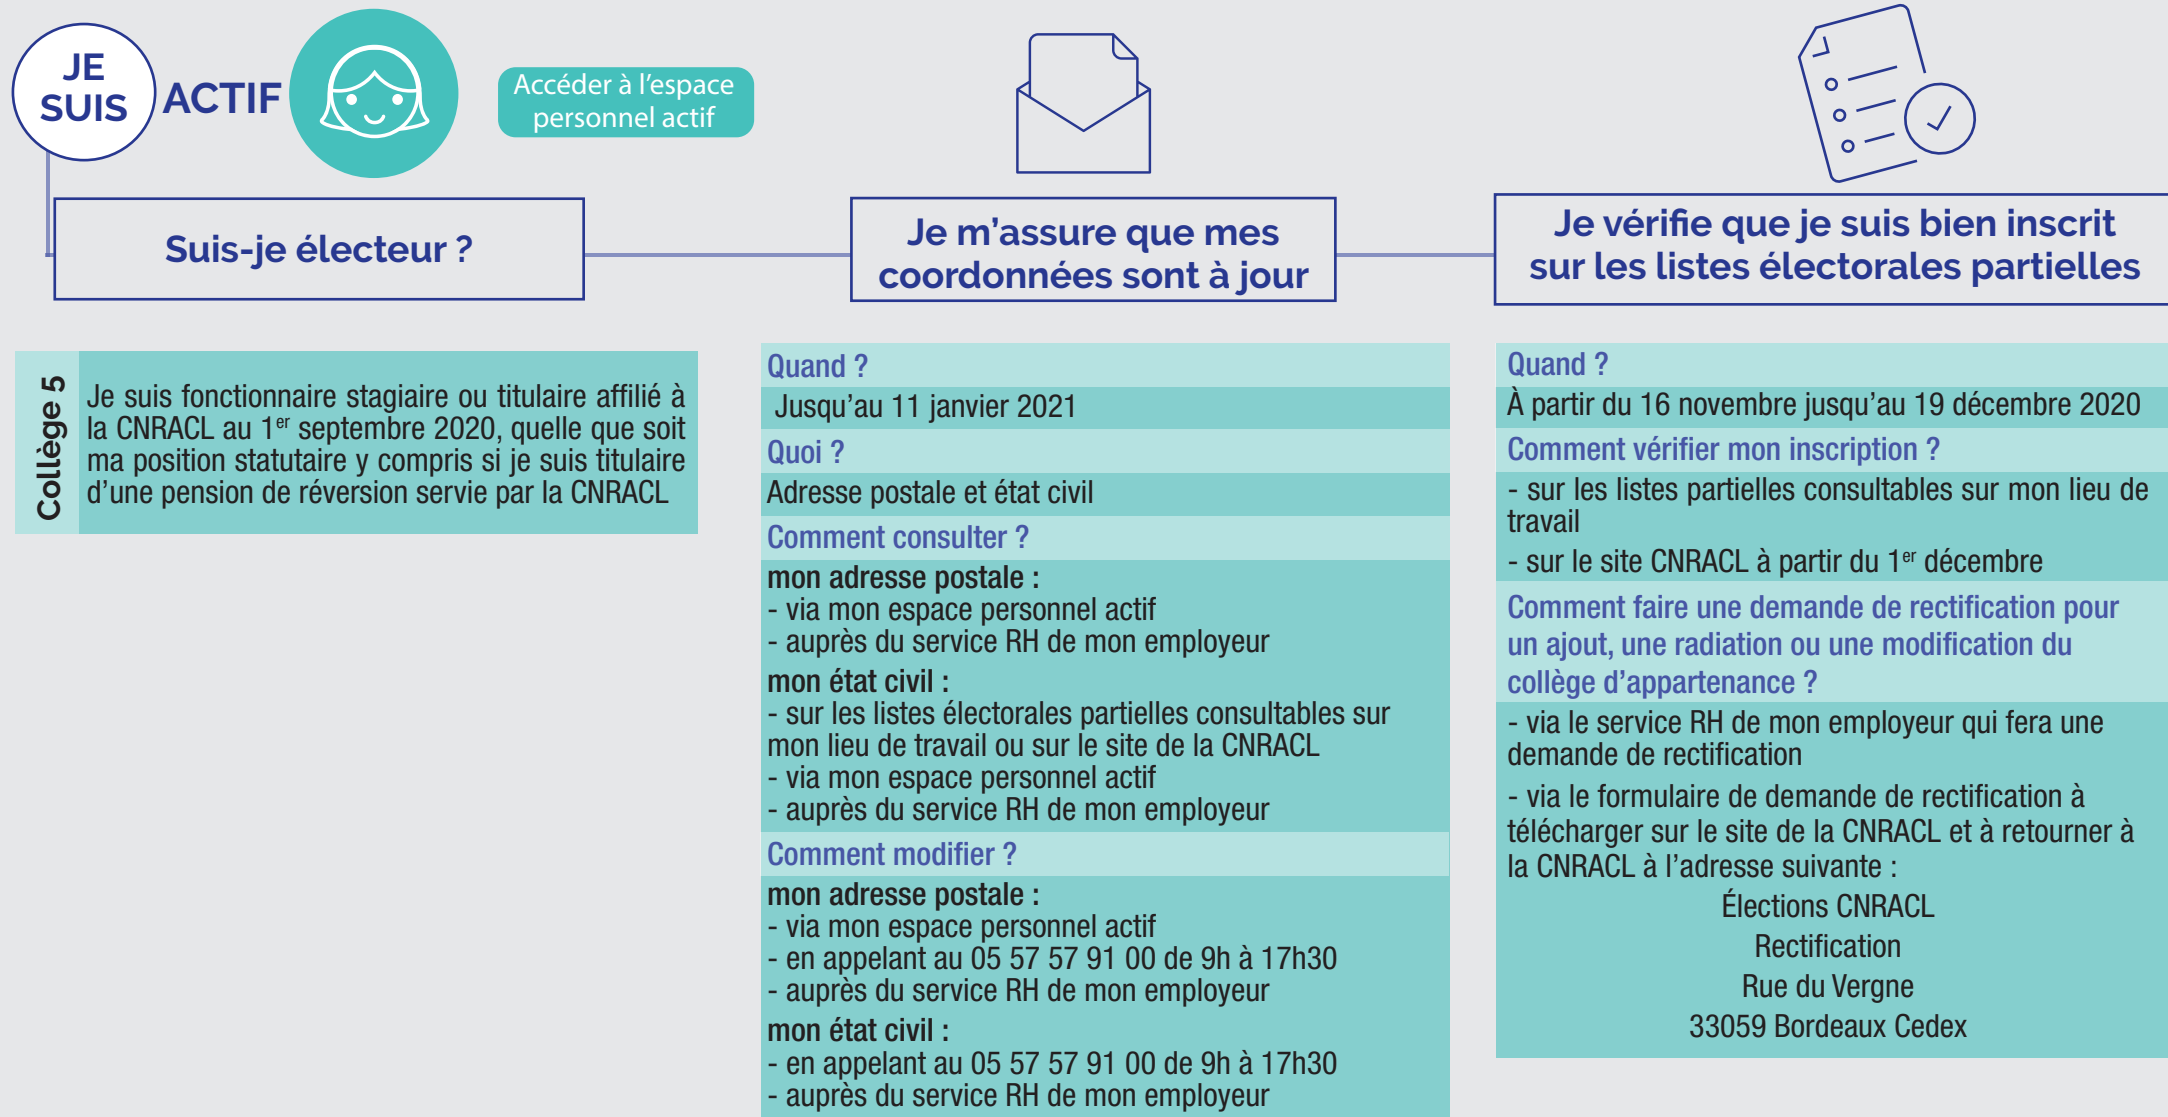 JE
SUIS
ACTIF
Accéder à l'espace
personnel actif
Suis-je électeur ?
Collège 5
Je suis fonctionnaire stagiaire ou titulaire affilié à
la CNRACL au 1er septembre 2020, quelle que soit
ma position statutaire y compris si je suis titulaire
d'une pension de réversion servie par la CNRACL
Je m'assure que mes
coordonnées sont à jour
Quand ?
Jusqu'au 11 janvier 2021
Quoi ?
Adresse postale et état civil
Comment consulter ?
mon adresse postale :
- via mon espace personnel actif
- auprès du service RH de mon employeur
mon état civil :
- sur les listes électorales partielles consultables sur
mon lieu de travail ou sur le site de la CNRACL
- via mon espace personnel actif
- auprès du service RH de mon employeur
Comment modifier ?
mon adresse postale :
- via mon espace personnel actif
- en appelant au 05 57 57 91 00 de 9h à 17h30
- auprès du service RH de mon employeur
mon état civil :
- en appelant au 05 57 57 91 00 de 9h à 17h30
- auprès du service RH de mon employeur
Je vérifie que je suis bien inscrit
sur les listes électorales partielles
Quand ?
À partir du 16 novembre jusqu'au 19 décembre 2020
Comment vérifier mon inscription ?
- sur les listes partielles consultables sur mon lieu de
travail
- sur le site CNRACL à partir du 1er décembre
Comment faire une demande de rectification pour
un ajout, une radiation ou une modification du
collège d'appartenance ?
- via le service RH de mon employeur qui fera une
demande de rectification
- via le formulaire de demande de rectification à
télécharger sur le site de la CNRACL et à retourner à
la CNRACL à l'adresse suivante :
Élections CNRACL
Rectification
Rue du Vergne
33059 Bordeaux Cedex